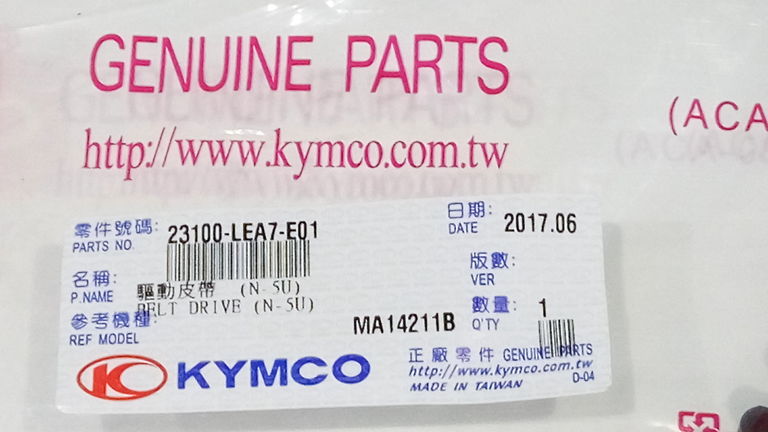 GENUINE PARTS
http://www.kymco.com.tw
(ACA
零件號碼: 23100-LEA7-E01
PARTS NO.
日期: 2017.06
DATE
名稱: 驅動皮帶 (N-5U)
P.NAME BELT DRIVE (N-5U)
版數:
VER
參考機種: MA14211B
REF MODEL
數量: 1
Q'TY
KYMCO
正廠零件 GENUINE PARTS
http://www.kymco.com.tw
MADE IN TAIWAN
D-04